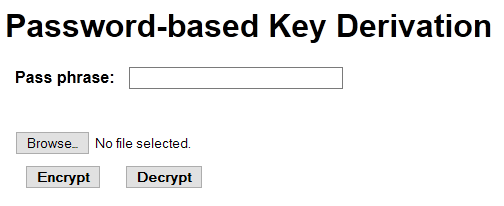 Password-based Key Derivation
Pass phrase:
Browse... No file selected.
Encrypt Decrypt